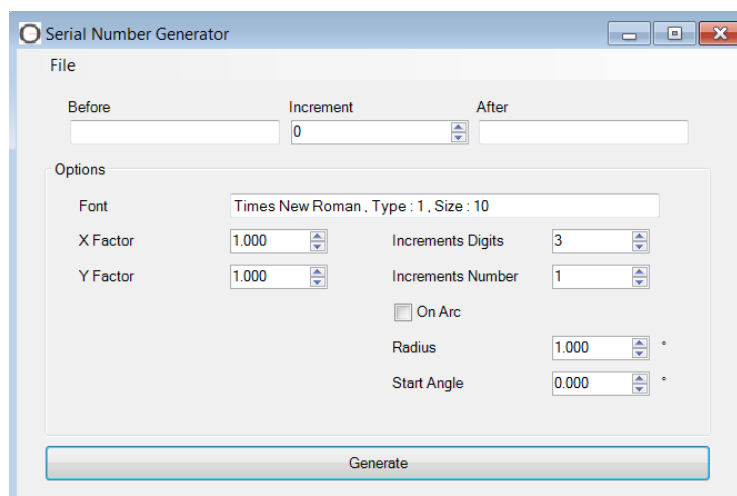 Serial Number Generator
File
Before Increment After
0
Options
Font Times New Roman , Type : 1 , Size : 10
X Factor 1.000 Increments Digits 3
Y Factor 1.000 Increments Number 1
On Arc
Radius 1.000 °
Start Angle 0.000 °
Generate